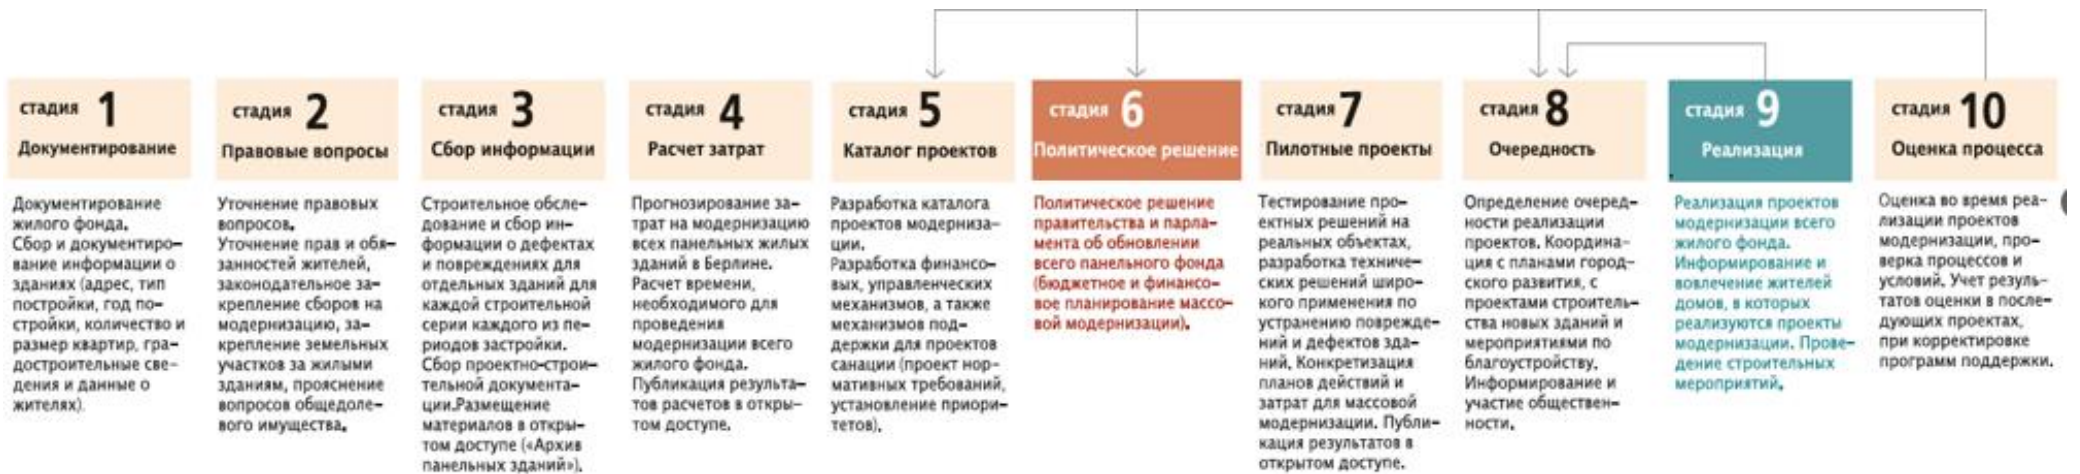 стадия 1
Документирование
Документирование
жилого фонда.
Сбор и документиро–
вание информации о
зданиях (адрес, тип
постройки, год по–
стройки, количество и
размер квартир, гра–
достроительные све–
дения и данные о
жителях).
стадия 2
Правовые вопросы
Уточнение правовых
вопросов.
Уточнение прав и обя–
занностей жителей,
законодательное за–
крепление сборов на
модернизацию, за–
крепление земельных
участков за жилыми
зданиям, прояснение
вопросов общедоле–
вого имущества.
стадия 3
Сбор информации
Строительное обсле–
дование и сбор ин–
формации о дефектах
и повреждениях для
отдельных зданий для
каждой строительной
серии каждого из пе–
риодов застройки.
Сбор проектно–строи–
тельной документа–
ции.Размещение
материалов в откры–
том доступе («Архив
панельных зданий»).
стадия 4
Расчет затрат
Прогнозирование за–
трат на модернизацию
всех панельных жилых
зданий в Берлине.
Расчет времени,
необходимого для
проведения
модернизации всего
жилого фонда.
Публикация результа–
тов расчетов в откры–
том доступе.
стадия 5
Каталог проектов
Разработка каталога
проектов модерниза–
ции.
Разработка финансо–
вых, управленческих
механизмов, а также
механизмов под–
держки для проектов
санации (проект нор–
мативных требований,
установление приори–
тетов).
стадия 6
Политическое решение
Политическое решение
правительства и парла–
мента об обновлении
всего панельного фонда
(бюджетное и финансо–
вое планирование массо–
вой модернизации).
стадия 7
Пилотные проекты
Тестирование про–
ектных решений на
реальных объектах,
разработка техниче–
ских решений широ–
кого применения по
устранению поврежде–
ний и дефектов зда–
ний. Конкретизация
планов действий и
затрат для массовой
модернизации. Публи–
кация результатов в
открытом доступе.
стадия 8
Очередность
Определение очеред–
ности реализации
проектов. Координа–
ция с планами город–
ского развития, с
проектами строитель–
ства новых зданий и
мероприятиями по
благоустройству.
Информирование и
участие обществен–
ности.
стадия 9
Реализация
Реализация проектов
модернизации всего
жилого фонда.
Информирование и
вовлечение жителей
домов, в которых
реализуются проекты
модернизации. Прове–
дение строительных
мероприятий.
стадия 10
Оценка процесса
Оценка во время реа–
лизации проектов
модернизации, про–
верка процессов и
условий. Учет резуль–
татов оценки в после–
дующих проектах,
при корректировке
программ поддержки.